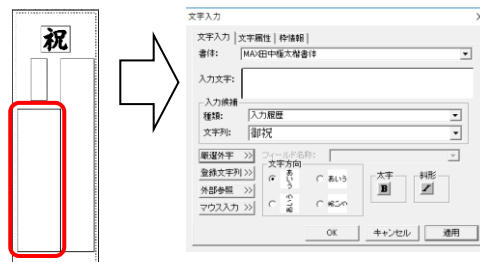 祝
文字入力
文字入力 文字属性 枠情報
書体: MAX田中極太楷書体
入力文字:
入力候補
種類: 入力履歴
文字列: 御祝
厳選外字 >> フィールド名称:
登録文字列 >>
外部参照 >>
マウス入力 >>
文字方向
あいう あいう
太字 斜形
B
OK キャンセル 適用